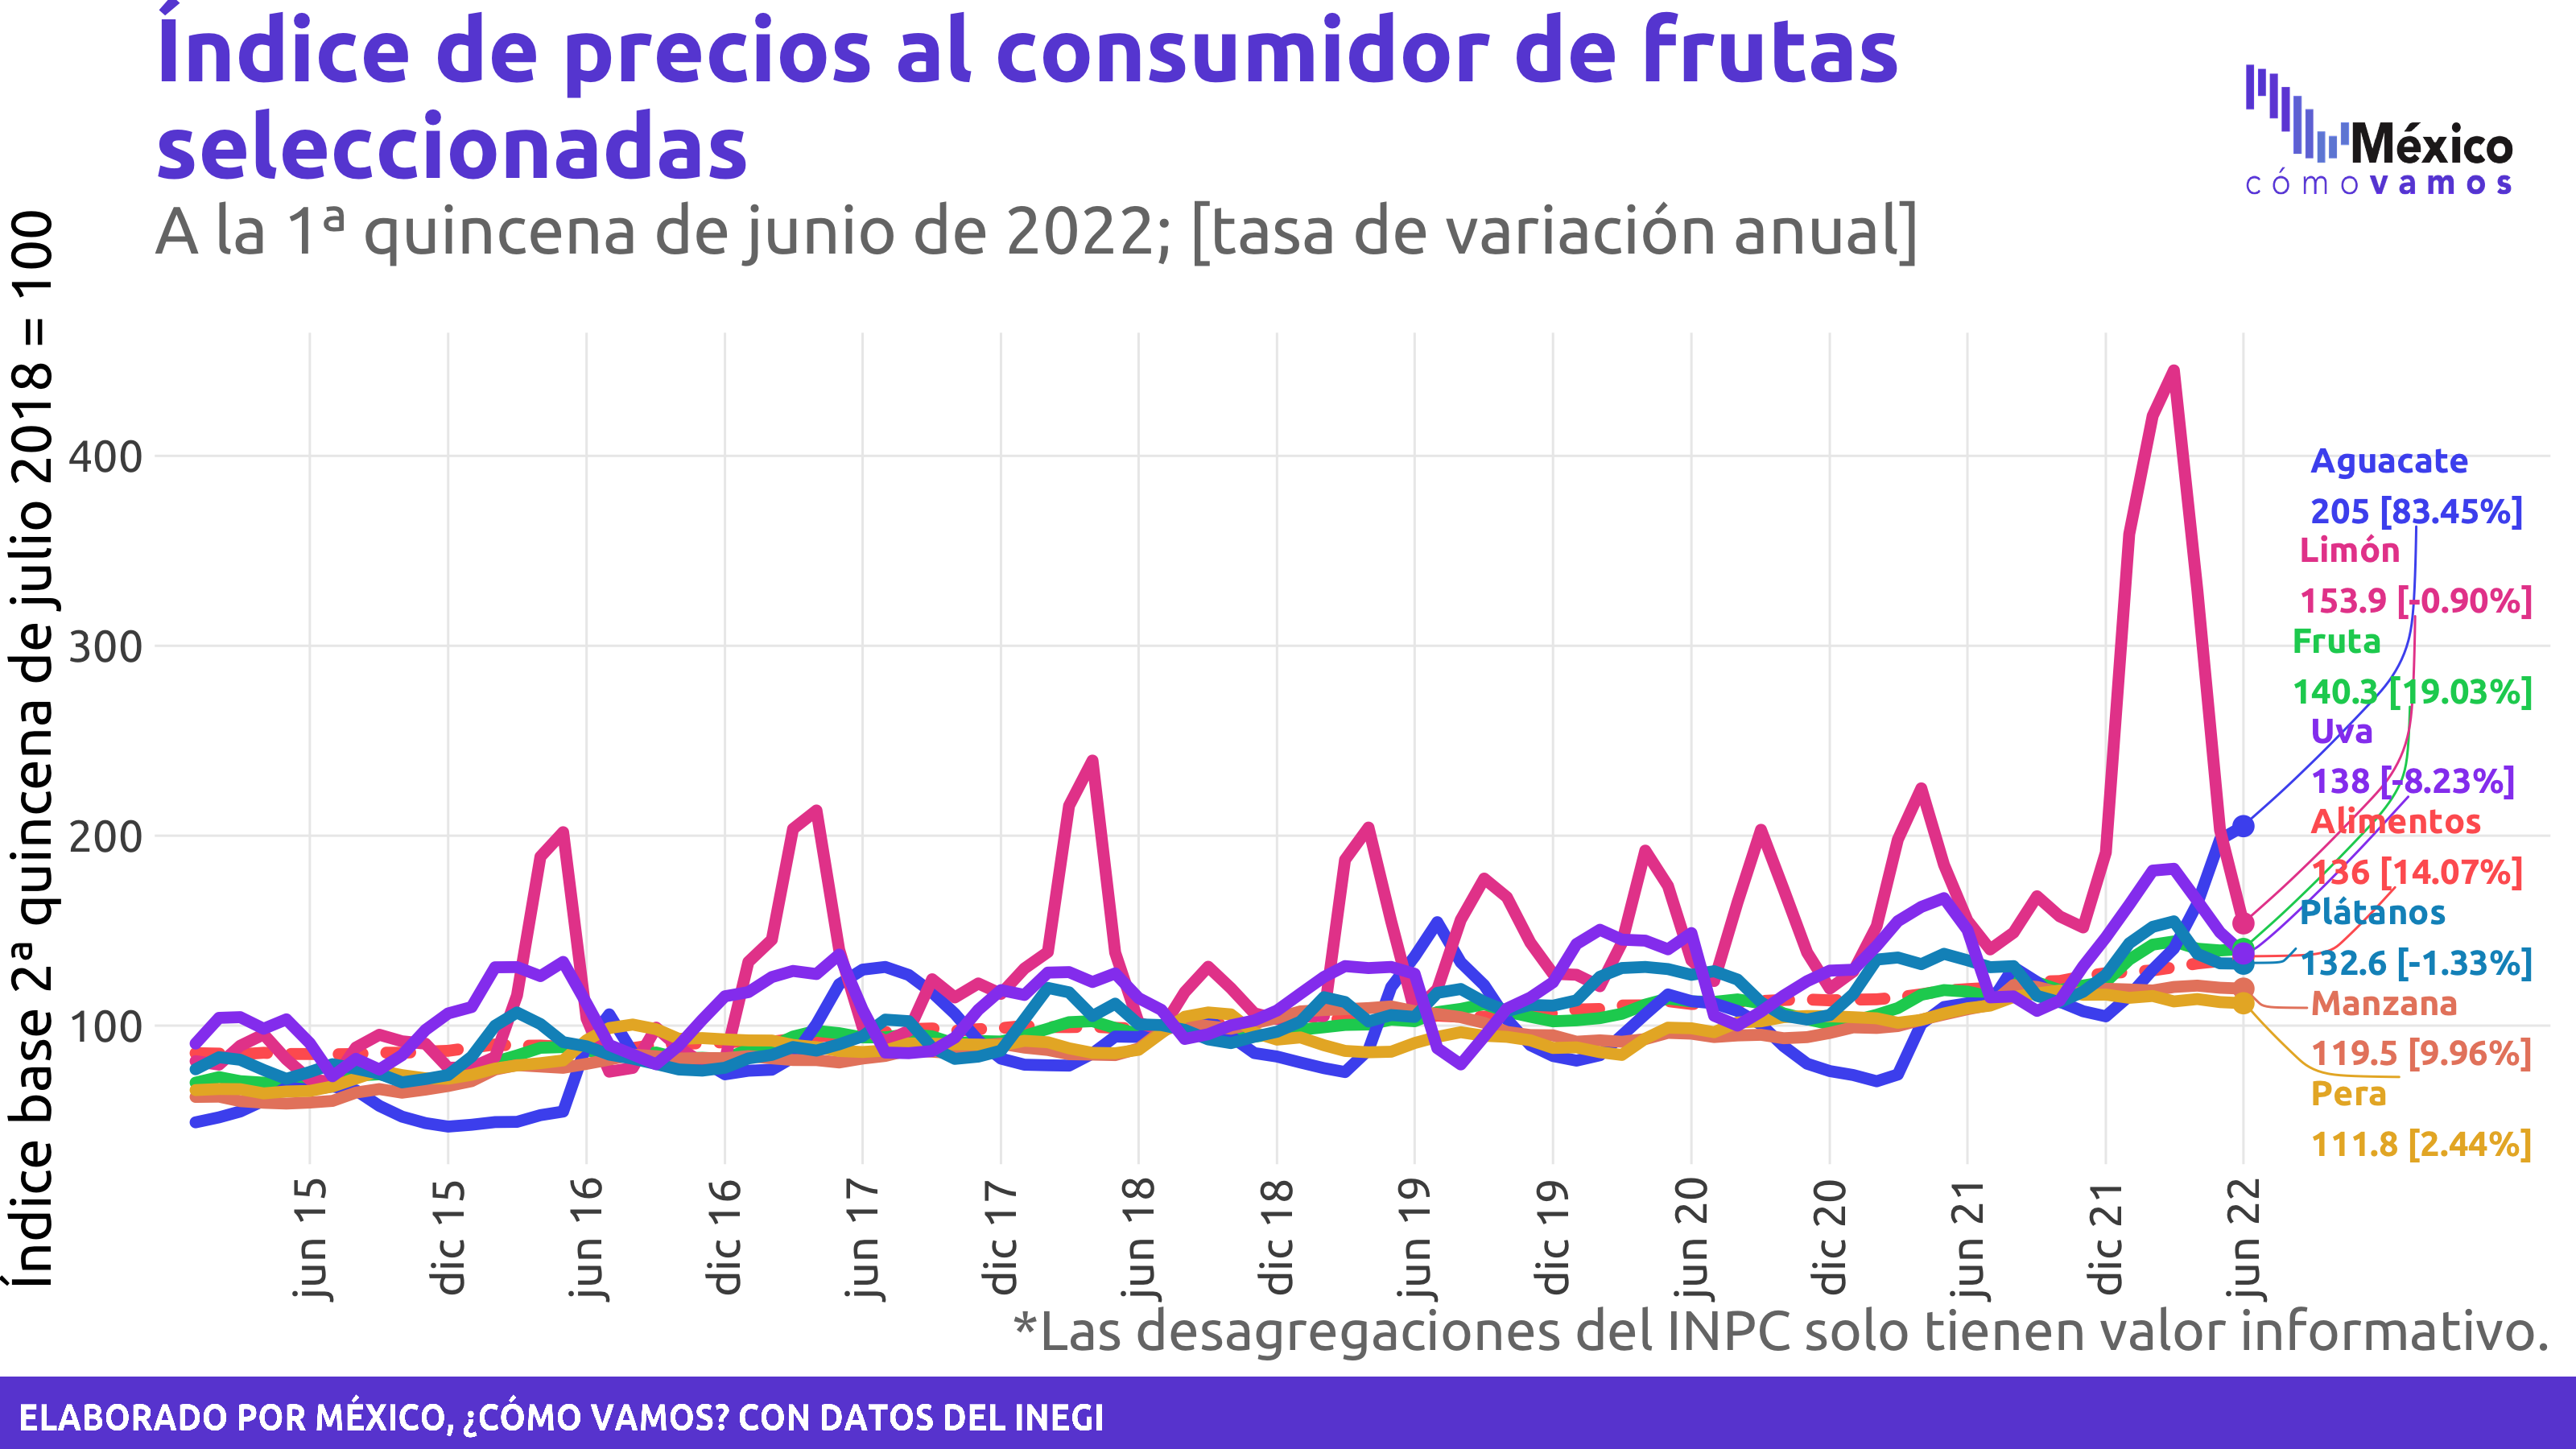 Índice de precios al consumidor de frutas
seleccionadas
A la 1ª quincena de junio de 2022; [tasa de variación anual]
México
cómo vamos
Índice base 2ª quincena de julio 2018 = 100
400
300
200
100
Aguacate
205 [83.45%]
Limón
153.9 [-0.90%]
Fruta
140.3 [19.03%]
Uva
138 [-8.23%]
Alimentos
136 [14.07%]
Plátanos
132.6 [-1.33%]
Manzana
119.5 [9.96%]
Pera
111.8 [2.44%]
jun 15
dic 15
jun 16
dic 16
jun 17
dic 17
jun 18
dic 18
jun 19
dic 19
jun 20
dic 20
jun 21
dic 21
jun 22
*Las desagregaciones del INPC solo tienen valor informativo.
ELABORADO POR MÉXICO, ¿CÓMO VAMOS? CON DATOS DEL INEGI